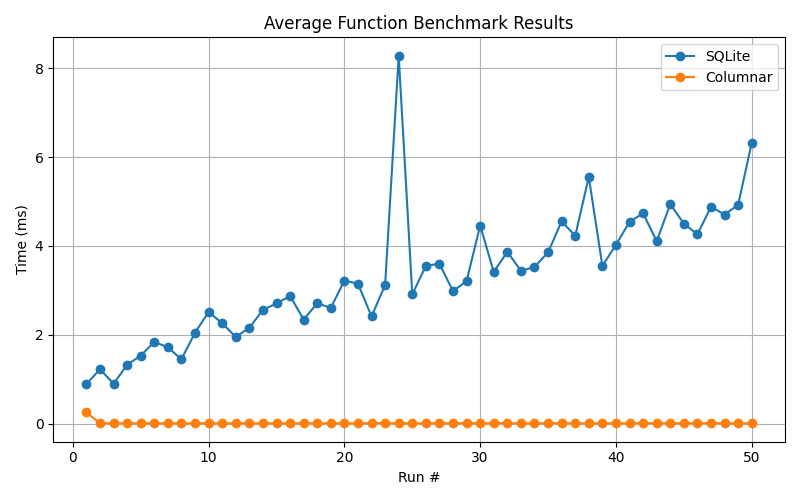 Average Function Benchmark Results
SQLite
Columnar
Time (ms)
8
6
4
2
0
0 10 20 30 40 50
Run #